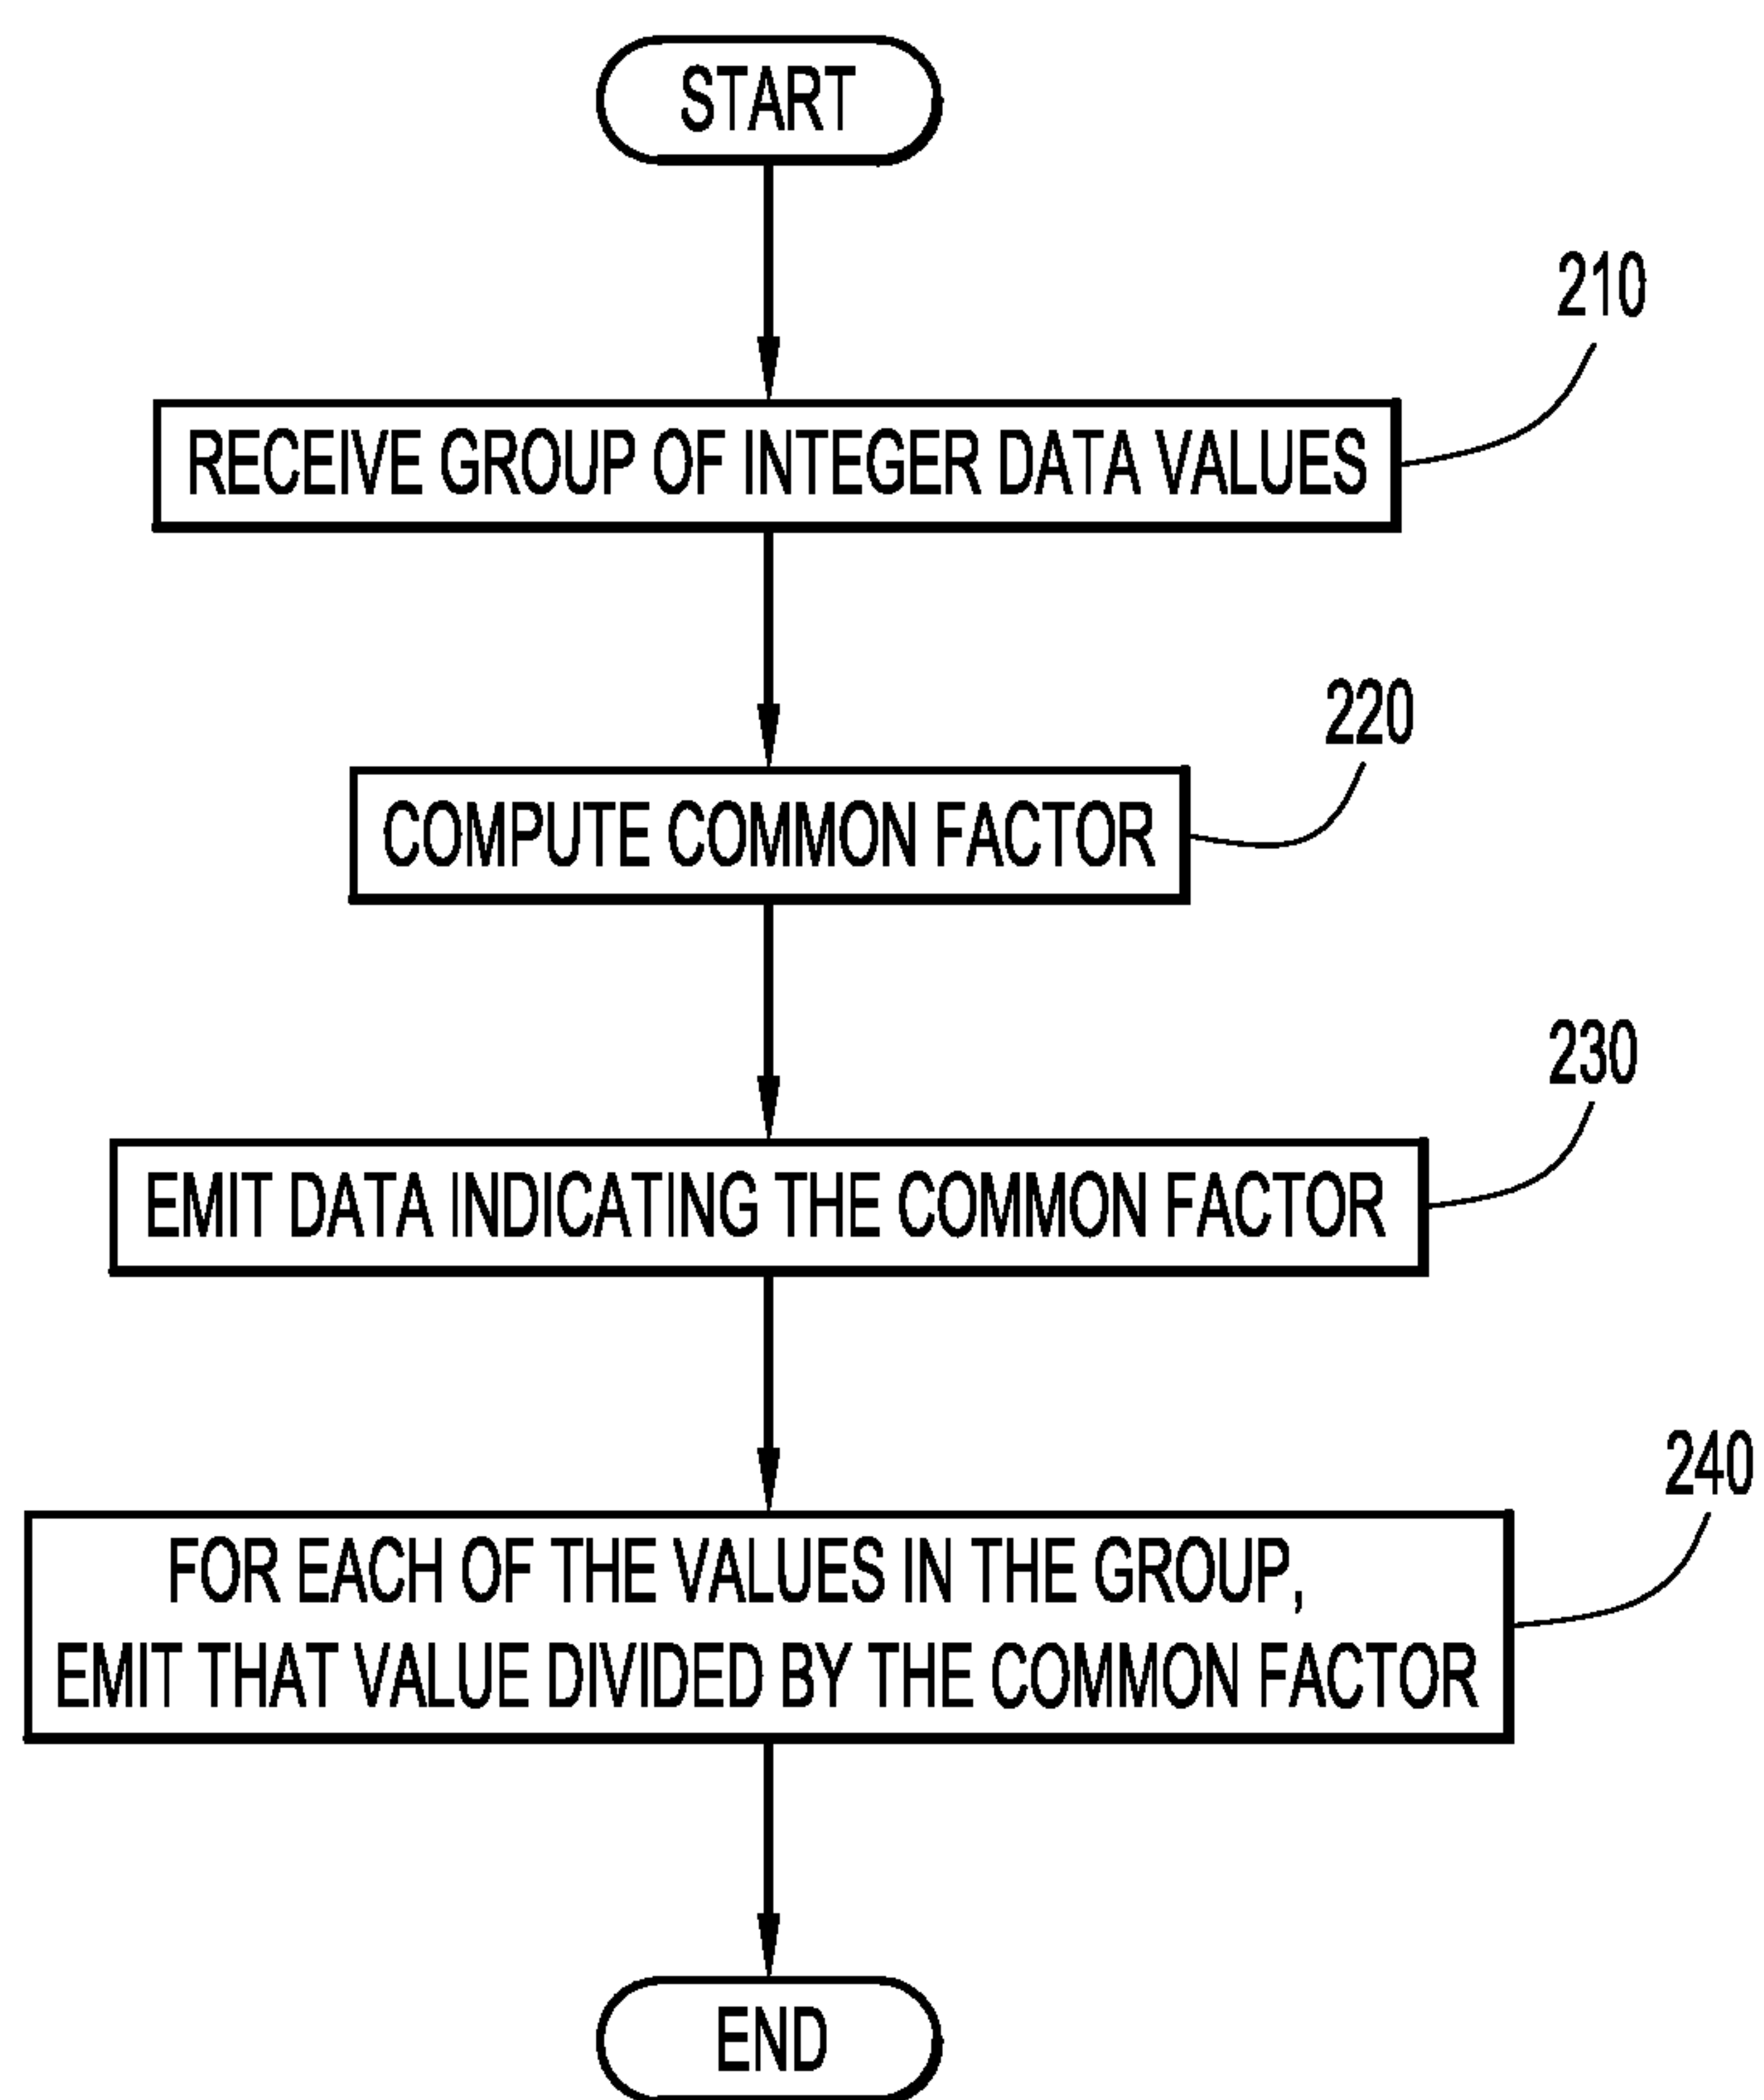 START
210
RECEIVE GROUP OF INTEGER DATA VALUES
220
COMPUTE COMMON FACTOR
230
EMIT DATA INDICATING THE COMMON FACTOR
240
FOR EACH OF THE VALUES IN THE GROUP,
EMIT THAT VALUE DIVIDED BY THE COMMON FACTOR
END